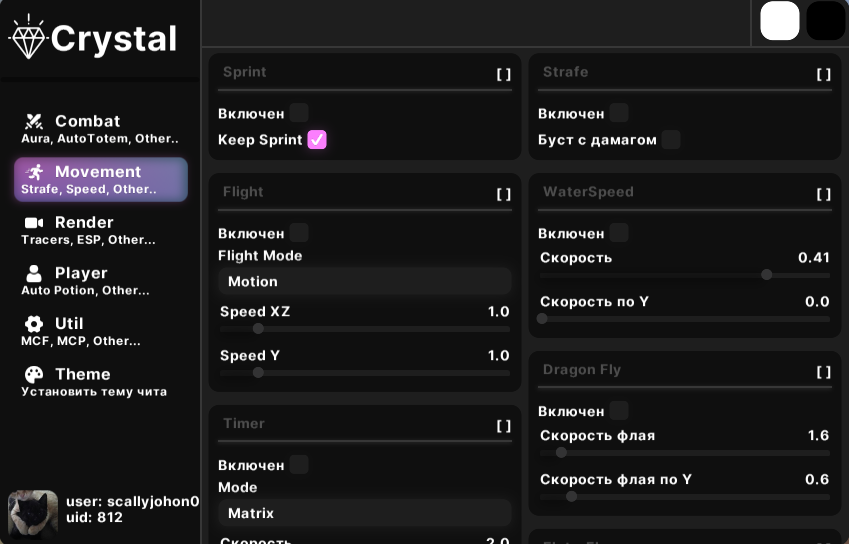 Crystal
Combat
Aura, AutoTotem, Other..
Movement
Strafe, Speed, Other..
Render
Tracers, ESP, Other...
Player
Auto Potion, Other...
Util
MCF, MCP, Other...
Theme
Установить тему чита
user: scallyjohon0
uid: 812
Sprint [ ]
Включен
Keep Sprint
Flight [ ]
Включен
Flight Mode
Motion
Speed XZ 1.0
Speed Y 1.0
Timer [ ]
Включен
Mode
Matrix
Скорость 2.0
Strafe [ ]
Включен
Буст с дамагом
WaterSpeed [ ]
Включен
Скорость 0.41
Скорость по Y 0.0
Dragon Fly [ ]
Включен
Скорость флая 1.6
Скорость флая по Y 0.6